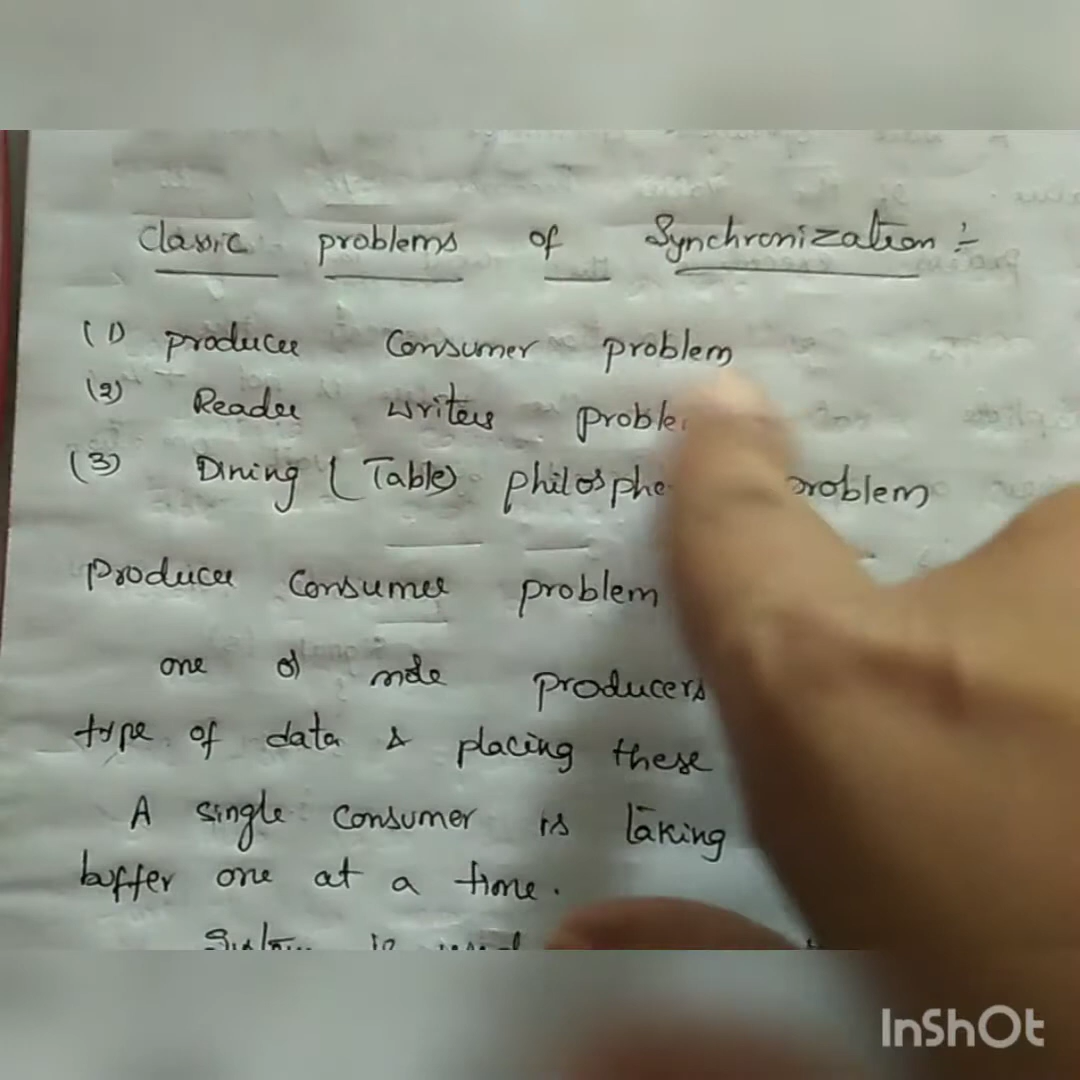 Classic problems of Synchronization :-
(1) producer Consumer problem
(2) Reader writers proble
(3) Dining (Table) philosphe roblem
Producer Consumer problem
one or more producers
type of data & placing these
A single consumer is taking
buffer one at a time.
InShOt